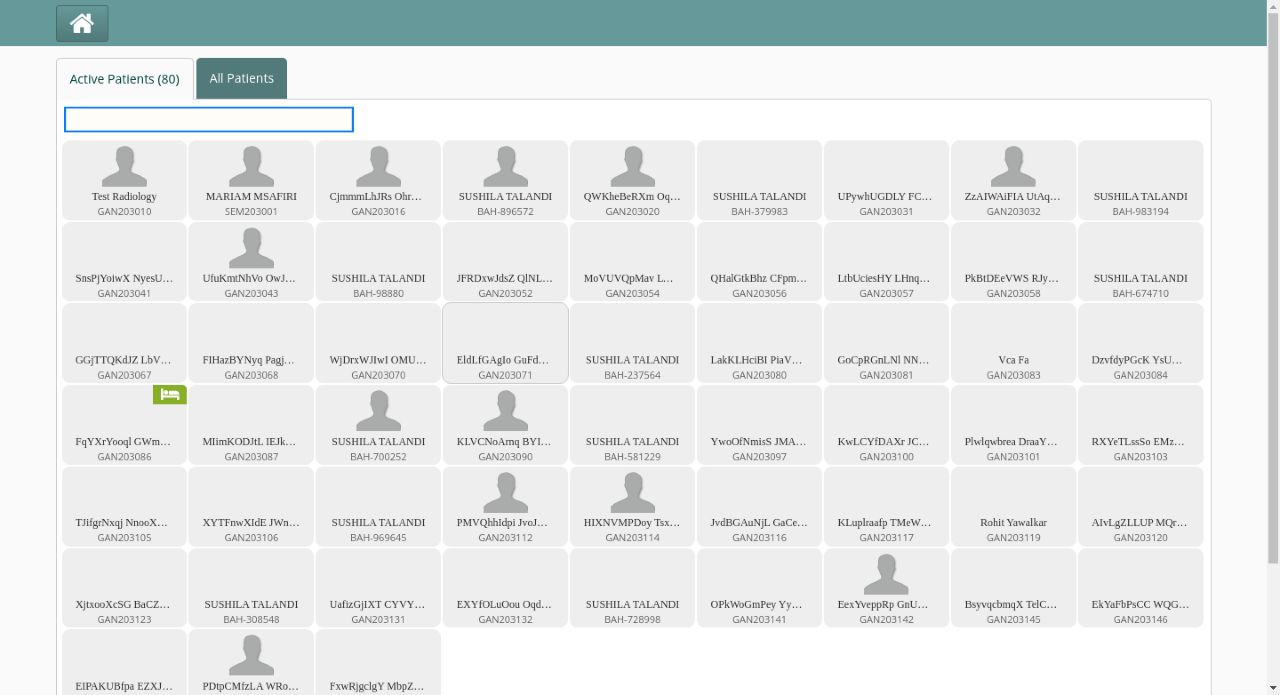 Active Patients (80)
All Patients
Test Radiology
GAN203010
MARIAM MSAFIRI
SEM203001
CjmmmLhJRs Ohr…
GAN203016
SUSHILA TALANDI
BAH-896572
QWKheBeRXm Oq…
GAN203020
SUSHILA TALANDI
BAH-379983
UPywhUGDLY FC…
GAN203031
ZzAIWAiFIA UtAq…
GAN203032
SUSHILA TALANDI
BAH-983194
SnsPjYoiwX NyesU…
GAN203041
UfuKmtNhVo OwJ…
GAN203043
SUSHILA TALANDI
BAH-98880
JFRDxwJdsZ QlNL…
GAN203052
MoVUVQpMav L…
GAN203054
QHalGtkBhz CFpm…
GAN203056
LtbUciesHY LHnq…
GAN203057
PkBtDEeVWS RJy…
GAN203058
SUSHILA TALANDI
BAH-674710
GGjTTQKdJZ LbV…
GAN203067
FIHazBYNyq Pagj…
GAN203068
WjDrxWJIwI OMU…
GAN203070
EldLfGAgIo GuFd…
GAN203071
SUSHILA TALANDI
BAH-237564
LakKLHciBI PiaV…
GAN203080
GoCpRGnLNl NN…
GAN203081
Vca Fa
GAN203083
DzvfdyPGcK YsU…
GAN203084
FqYXrYooql GWm…
GAN203086
MIimKODJtL IEJk…
GAN203087
SUSHILA TALANDI
BAH-700252
KLVCNoArnq BYI…
GAN203090
SUSHILA TALANDI
BAH-581229
YwoOfNmisS JMA…
GAN203097
KwLCYfDAXr JC…
GAN203100
Plwlqwbrea DraaY…
GAN203101
RXYeTLssSo EMz…
GAN203103
TJifgrNxqj NnooX…
GAN203105
XYTFnwXIdE JWn…
GAN203106
SUSHILA TALANDI
BAH-969645
PMVQhhIdpi JvoJ…
GAN203112
HIXNVMPDoy Tsx…
GAN203114
JvdBGAuNjL GaCe…
GAN203116
KLuplraafp TMeW…
GAN203117
Rohit Yawalkar
GAN203119
AIvLgZLLUP MQr…
GAN203120
XjtxooXcSG BaCZ…
GAN203123
SUSHILA TALANDI
BAH-308548
UafizGjIXT CYVY…
GAN203131
EXYfOLuOou Oqd…
GAN203132
SUSHILA TALANDI
BAH-728998
OPkWoGmPey Yy…
GAN203141
EexYveppRp GnU…
GAN203142
BsyvqcbmqX TelC…
GAN203145
EkYaFbPsCC WQG…
GAN203146
EIPAKUBfpa EZXJ…
PDtpCMfzLA WRo…
FxwRjgclgY MbpZ…